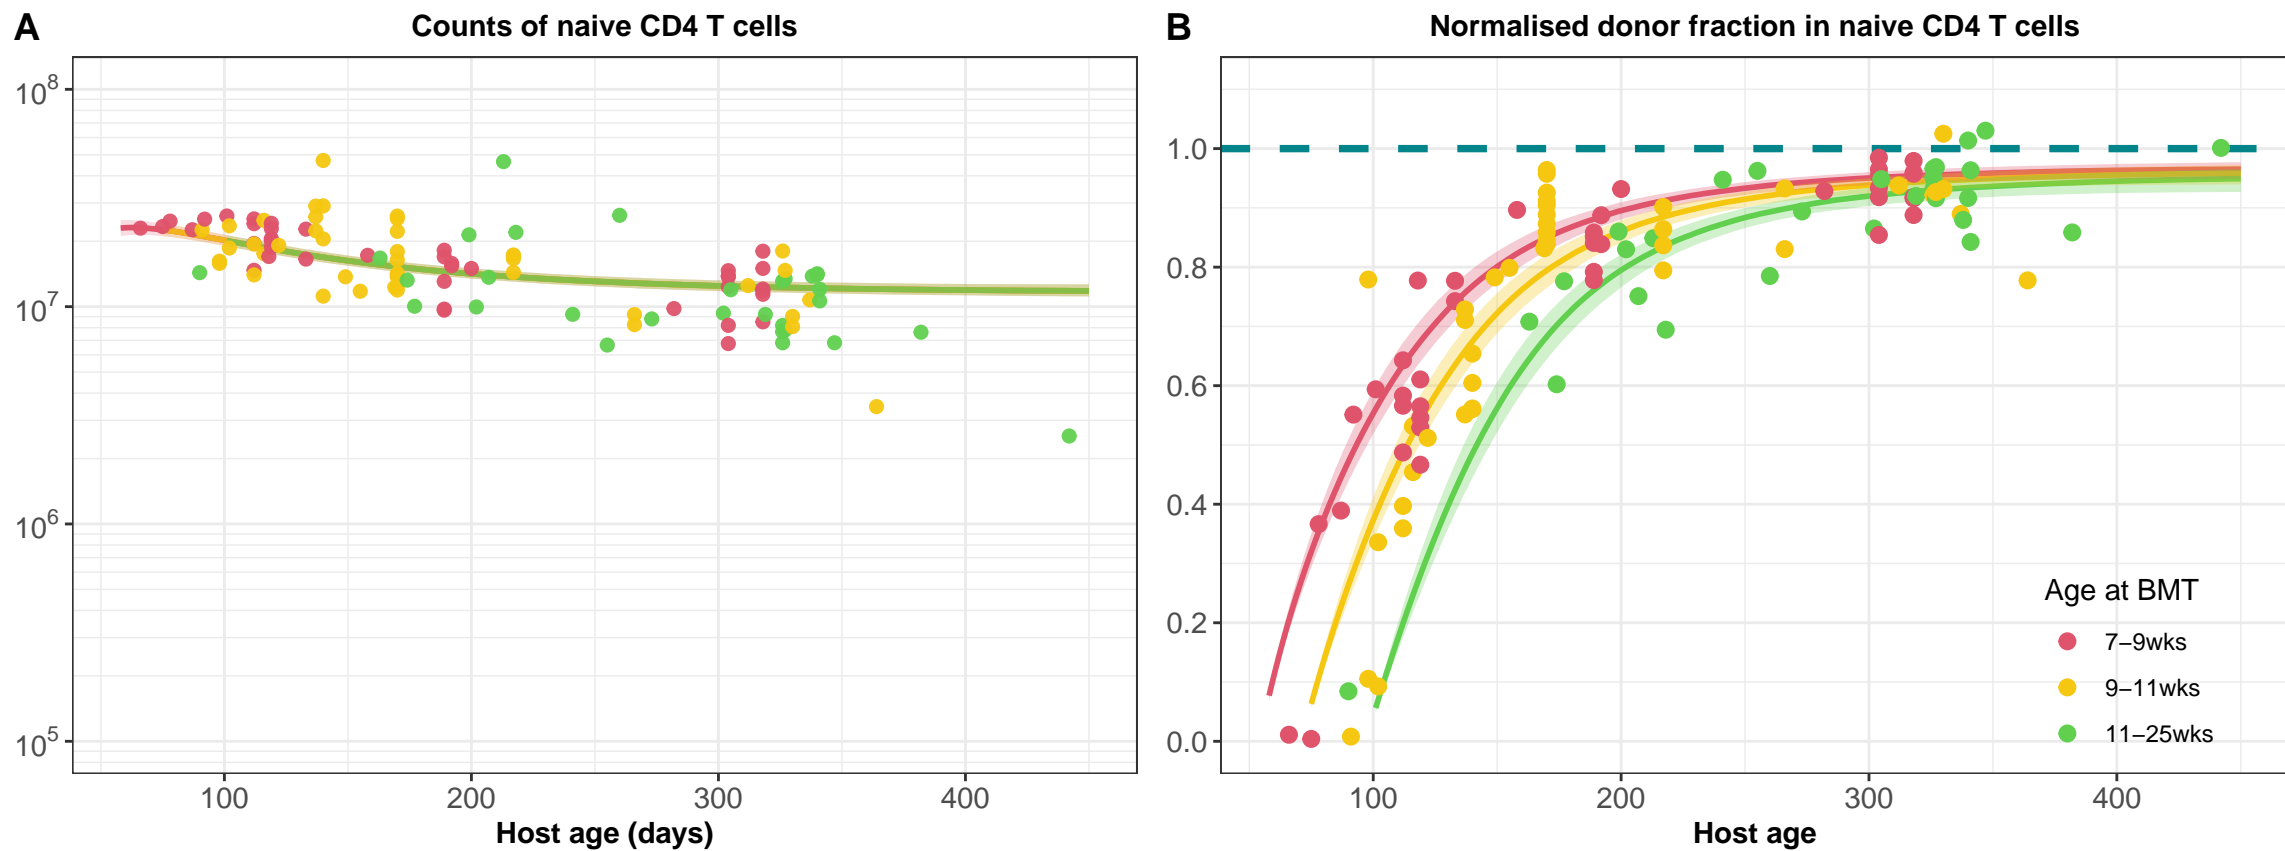 A
Counts of naive CD4 T cells
10^8
10^7
10^6
10^5
100 200 300 400
Host age (days)
B
Normalised donor fraction in naive CD4 T cells
1.0
0.8
0.6
0.4
0.2
0.0
Age at BMT
7–9wks
9–11wks
11–25wks
100 200 300 400
Host age